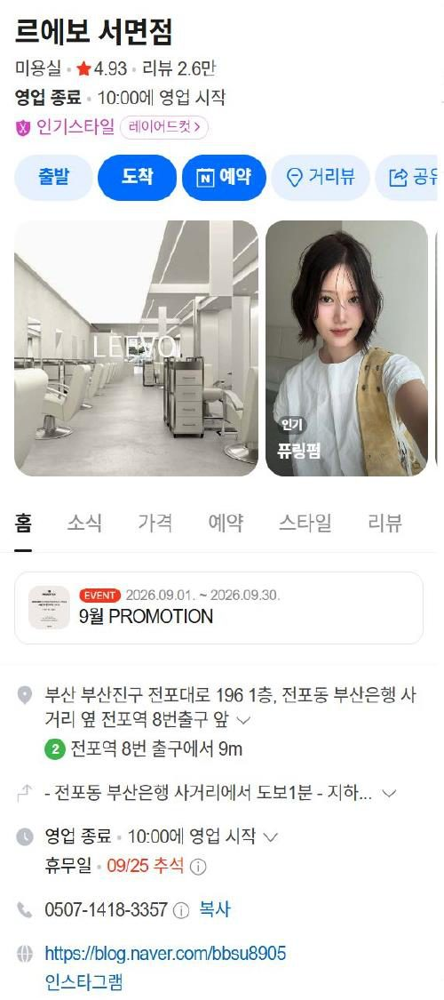 르에보 서면점
미용실 · ★4.93 · 리뷰 2.6만
영업 종료 · 10:00에 영업 시작
인기스타일 레이어드컷 >
출발 도착 N 예약 거리뷰 공유
LEEVO
인기
퓨링펌
홈 소식 가격 예약 스타일 리뷰
EVENT 2026.09.01. ~ 2026.09.30.
9월 PROMOTION
부산 부산진구 전포대로 196 1층, 전포동 부산은행 사
거리 옆 전포역 8번출구 앞
2 전포역 8번 출구에서 9m
- 전포동 부산은행 사거리에서 도보1분 - 지하...
영업 종료 · 10:00에 영업 시작
휴무일 · 09/25 추석
0507-1418-3357 복사
https://blog.naver.com/bbsu8905
인스타그램